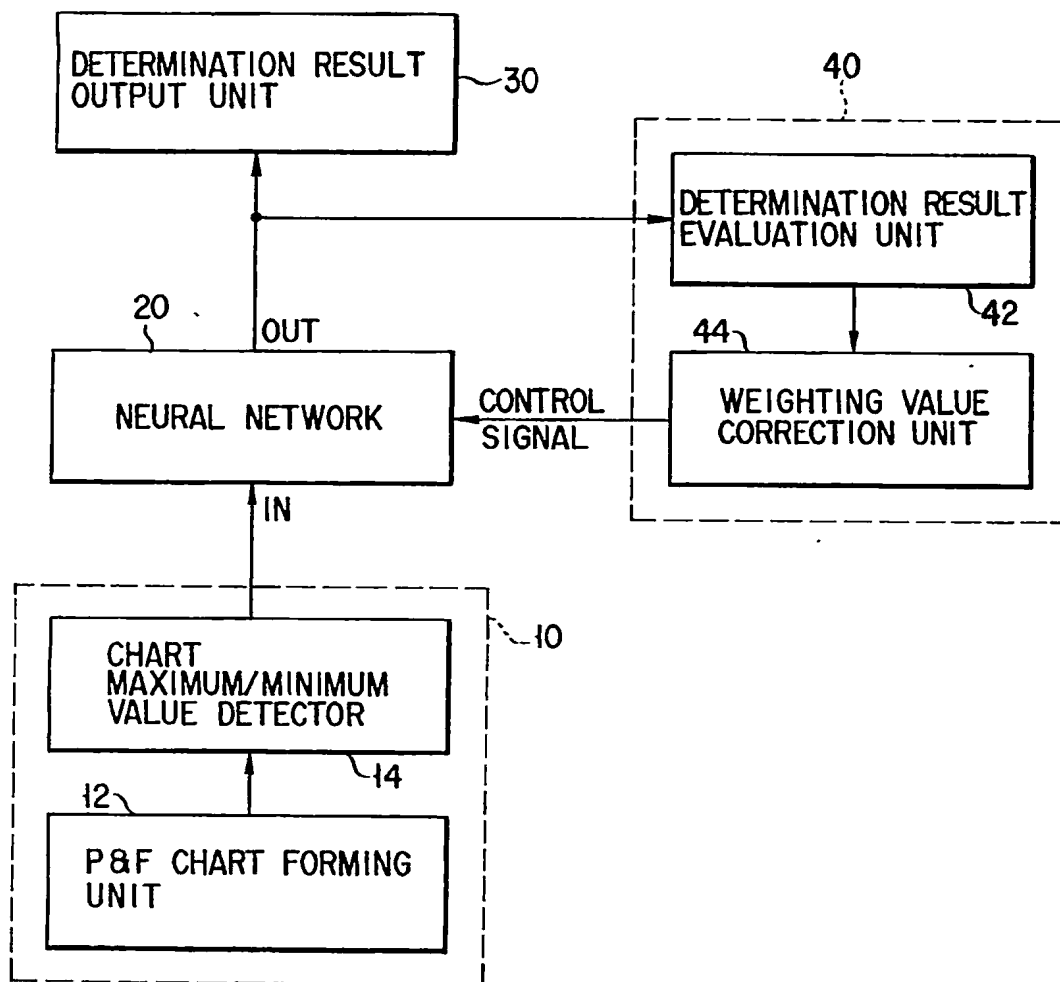 DETERMINATION RESULT
OUTPUT UNIT
30
40
DETERMINATION RESULT
EVALUATION UNIT
42
20
OUT
44
NEURAL NETWORK
CONTROL
SIGNAL
WEIGHTING VALUE
CORRECTION UNIT
IN
10
CHART
MAXIMUM/MINIMUM
VALUE DETECTOR
14
12
P&F CHART FORMING
UNIT